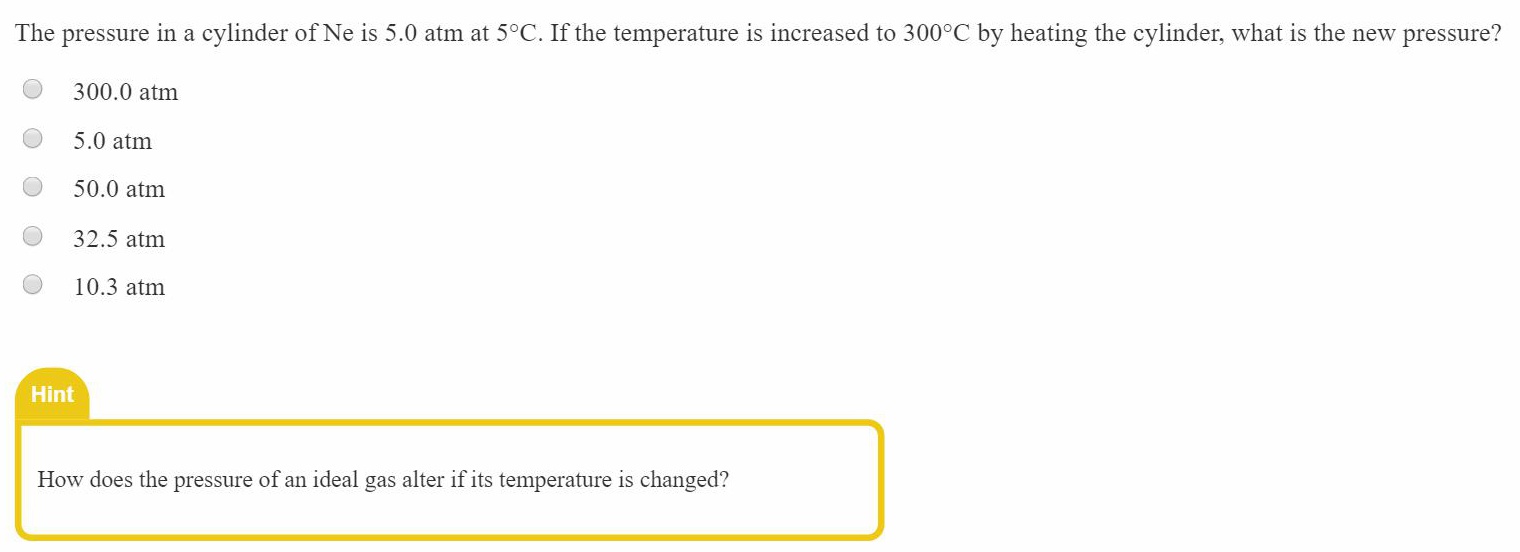 The pressure in a cylinder of Ne is 5.0 atm at 5°C. If the temperature is increased to 300°C by heating the cylinder, what is the new pressure?
300.0 atm
5.0 atm
50.0 atm
32.5 atm
10.3 atm
Hint
How does the pressure of an ideal gas alter if its temperature is changed?